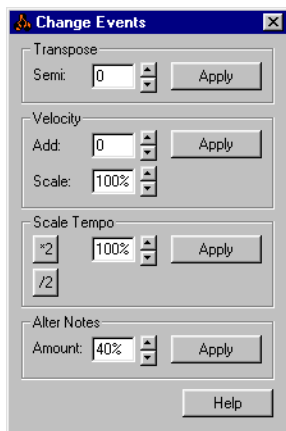 Change Events
Transpose
Semi: 0 Apply
Velocity
Add: 0 Apply
Scale: 100%
Scale Tempo
*2 100% Apply
/2
Alter Notes
Amount: 40% Apply
Help